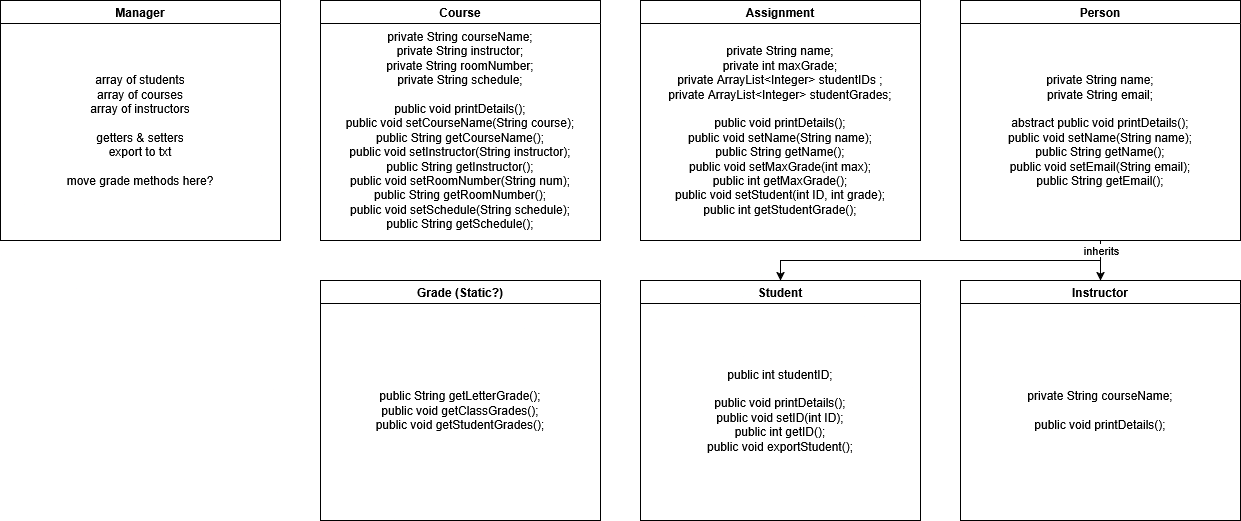 Manager
array of students
array of courses
array of instructors
getters & setters
export to txt
move grade methods here?
Course
private String courseName;
private String instructor;
private String roomNumber;
private String schedule;
public void printDetails();
public void setCourseName(String course);
public String getCourseName();
public void setInstructor(String instructor);
public String getInstructor();
public void setRoomNumber(String num);
public String getRoomNumber();
public void setSchedule(String schedule);
public String getSchedule();
Assignment
private String name;
private int maxGrade;
private ArrayList<Integer> studentIDs ;
private ArrayList<Integer> studentGrades;
public void printDetails();
public void setName(String name);
public String getName();
public void setMaxGrade(int max);
public int getMaxGrade();
public void setStudent(int ID, int grade);
public int getStudentGrade();
Person
private String name;
private String email;
abstract public void printDetails();
public void setName(String name);
public String getName();
public void setEmail(String email);
public String getEmail();
inherits
Grade (Static?)
public String getLetterGrade();
public void getClassGrades();
public void getStudentGrades();
Student
public int studentID;
public void printDetails();
public void setID(int ID);
public int getID();
public void exportStudent();
Instructor
private String courseName;
public void printDetails();